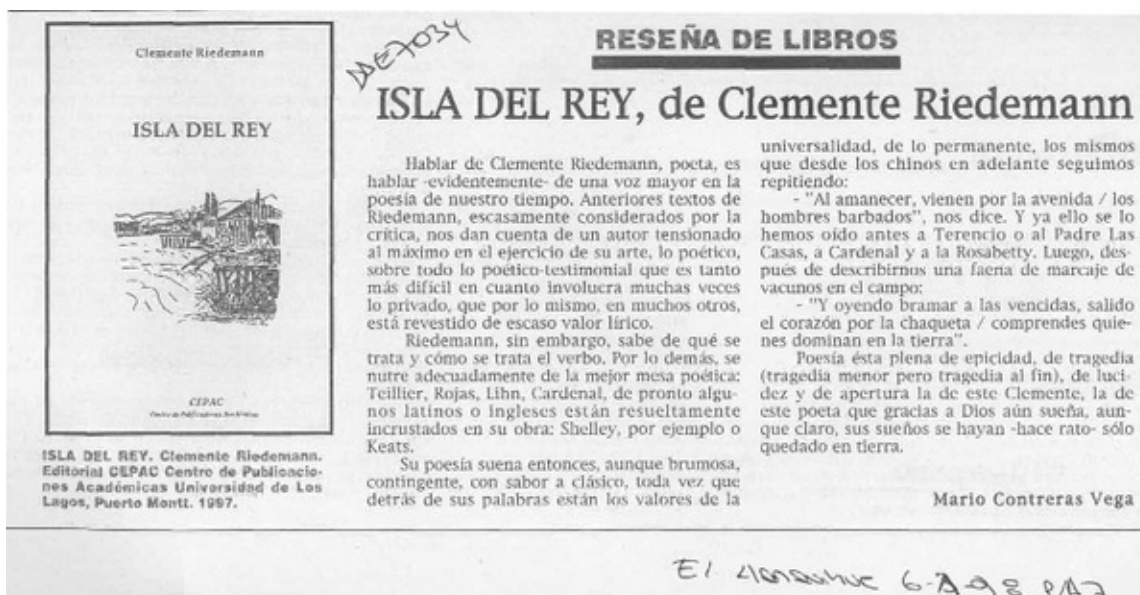 Clemente Riedemann
ISLA DEL REY
CEPAC
ISLA DEL REY. Clemente Riedemann.
Editorial CEPAC Centro de Publicacio-
nes Académicas Universidad de Los
Lagos, Puerto Montt. 1997.
RESEÑA DE LIBROS
ISLA DEL REY, de Clemente Riedemann
Hablar de Clemente Riedemann, poeta, es
hablar -evidentemente- de una voz mayor en la
poesía de nuestro tiempo. Anteriores textos de
Riedemann, escasamente considerados por la
crítica, nos dan cuenta de un autor tensionado
al máximo en el ejercicio de su arte, lo poético,
sobre todo lo poético-testimonial que es tanto
más difícil en cuanto involucra muchas veces
lo privado, que por lo mismo, en muchos otros,
está revestido de escaso valor lírico.
Riedemann, sin embargo, sabe de qué se
trata y cómo se trata el verbo. Por lo demás, se
nutre adecuadamente de la mejor mesa poética:
Teillier, Rojas, Lihn, Cardenal, de pronto algu-
nos latinos o ingleses están resueltamente
incrustados en su obra: Shelley, por ejemplo o
Keats.
Su poesía suena entonces, aunque brumosa,
contingente, con sabor a clásico, toda vez que
detrás de sus palabras están los valores de la
universalidad, de lo permanente, los mismos
que desde los chinos en adelante seguimos
repitiendo:
- "Al amanecer, vienen por la avenida / los
hombres barbados", nos dice. Y ya ello se lo
hemos oído antes a Terencio o al Padre Las
Casas, a Cardenal y a la Rosabetty. Luego, des-
pués de describirnos una faena de marcaje de
vacunos en el campo:
- "Y oyendo bramar a las vencidas, salido
el corazón por la chaqueta / comprendes quie-
nes dominan en la tierra".
Poesía ésta plena de epicidad, de tragedia
(tragedia menor pero tragedia al fin), de luci-
dez y de apertura la de este Clemente, la de
este poeta que gracias a Dios aún sueña, aun-
que claro, sus sueños se hayan -hace rato- sólo
quedado en tierra.
Mario Contreras Vega